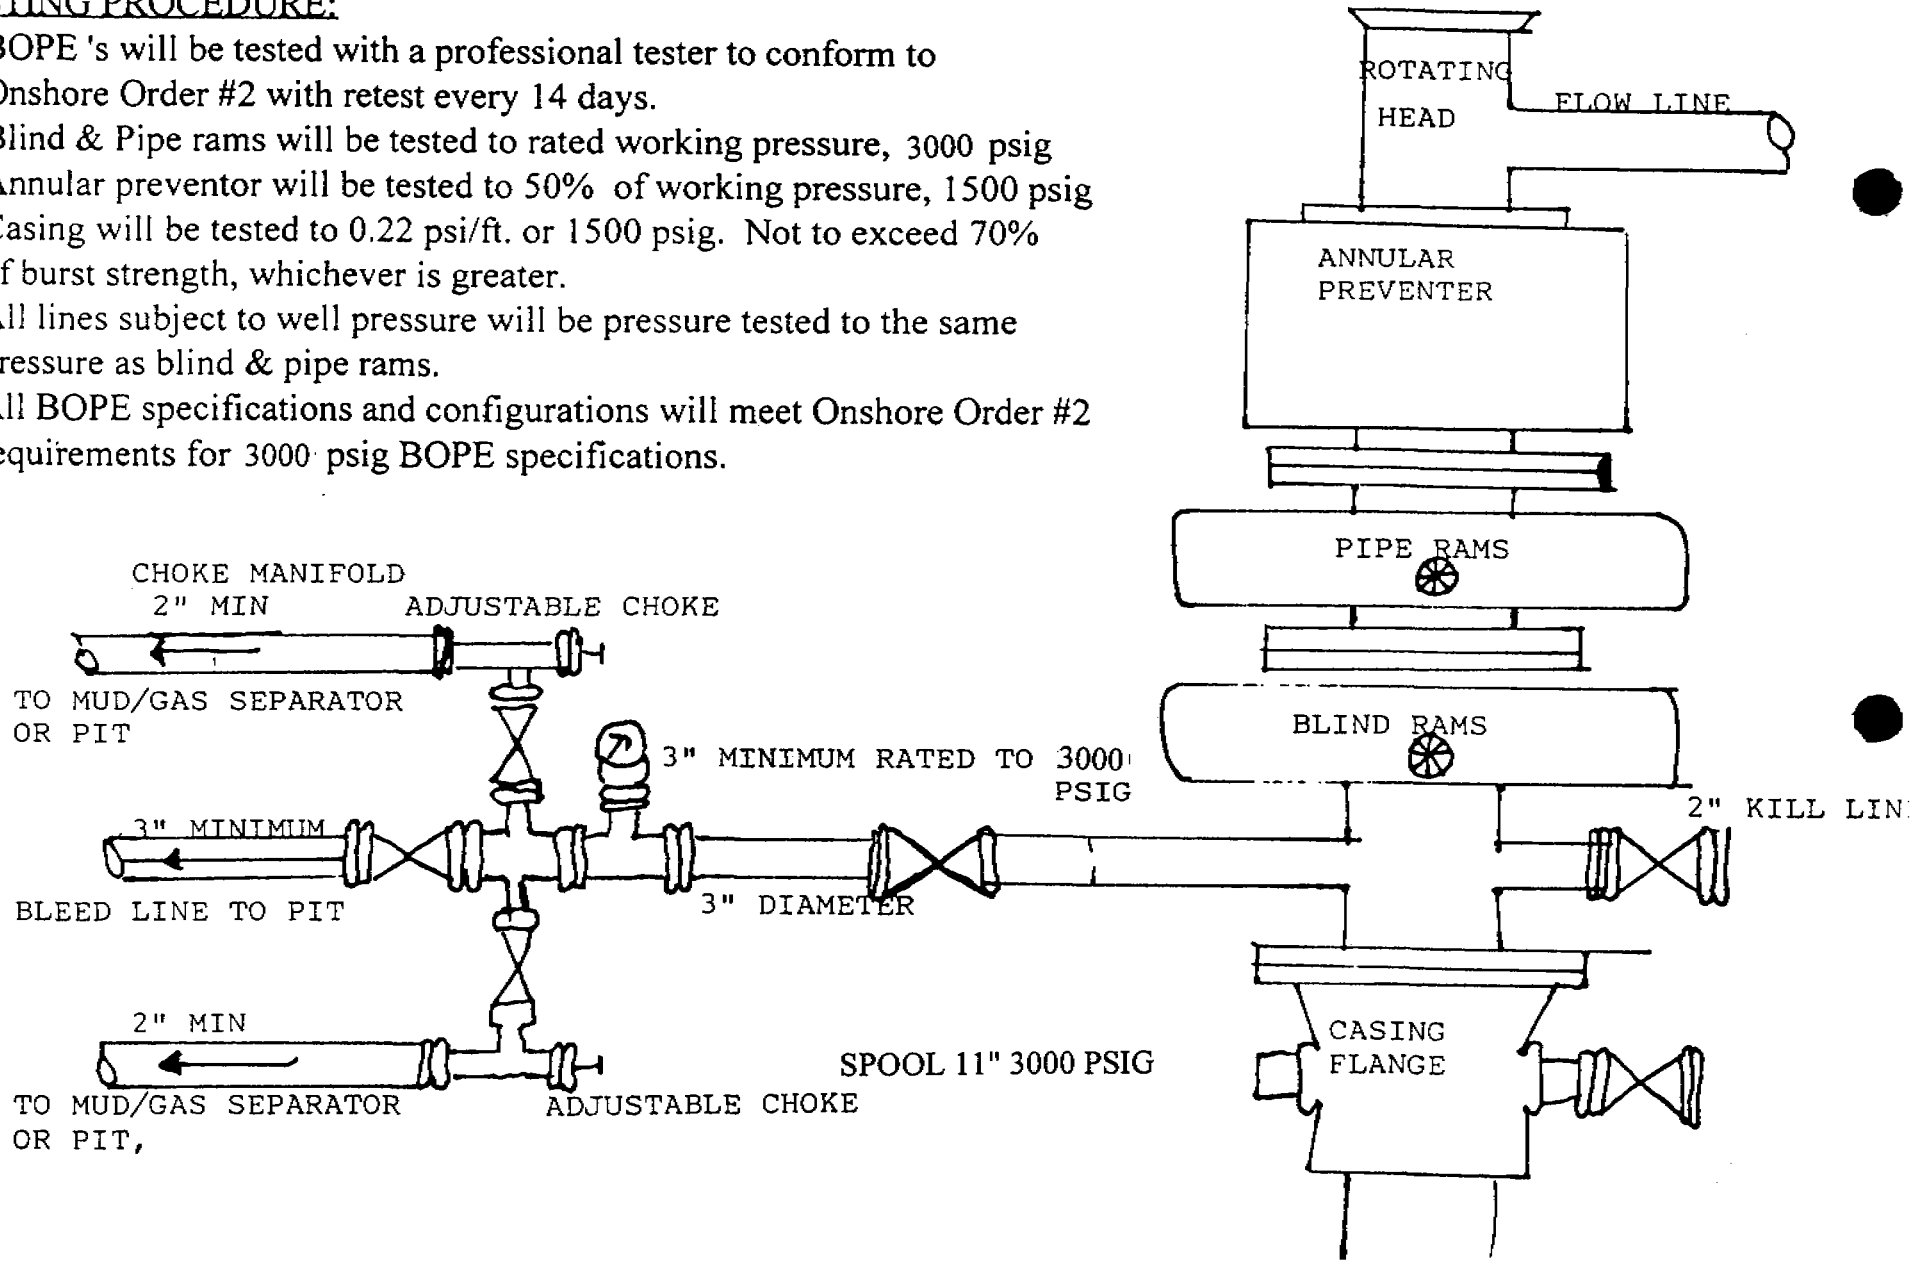 TING PROCEDURE:
BOPE 's will be tested with a professional tester to conform to
Onshore Order #2 with retest every 14 days.
Blind & Pipe rams will be tested to rated working pressure, 3000 psig
Annular preventor will be tested to 50% of working pressure, 1500 psig
Casing will be tested to 0.22 psi/ft. or 1500 psig. Not to exceed 70%
f burst strength, whichever is greater.
All lines subject to well pressure will be pressure tested to the same
ressure as blind & pipe rams.
All BOPE specifications and configurations will meet Onshore Order #2
equirements for 3000 psig BOPE specifications.
ROTATING
HEAD
FLOW LINE
ANNULAR
PREVENTER
PIPE RAMS
BLIND RAMS
CHOKE MANIFOLD
2" MIN
ADJUSTABLE CHOKE
TO MUD/GAS SEPARATOR
OR PIT
3" MINIMUM RATED TO 3000
PSIG
2" KILL LIN
3" MINIMUM
BLEED LINE TO PIT
3" DIAMETER
2" MIN
SPOOL 11" 3000 PSIG
CASING
FLANGE
TO MUD/GAS SEPARATOR
OR PIT,
ADJUSTABLE CHOKE